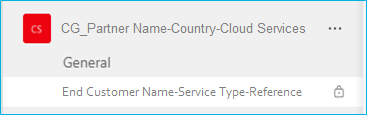 CS CG_Partner Name-Country-Cloud Services
General
End Customer Name-Service Type-Reference